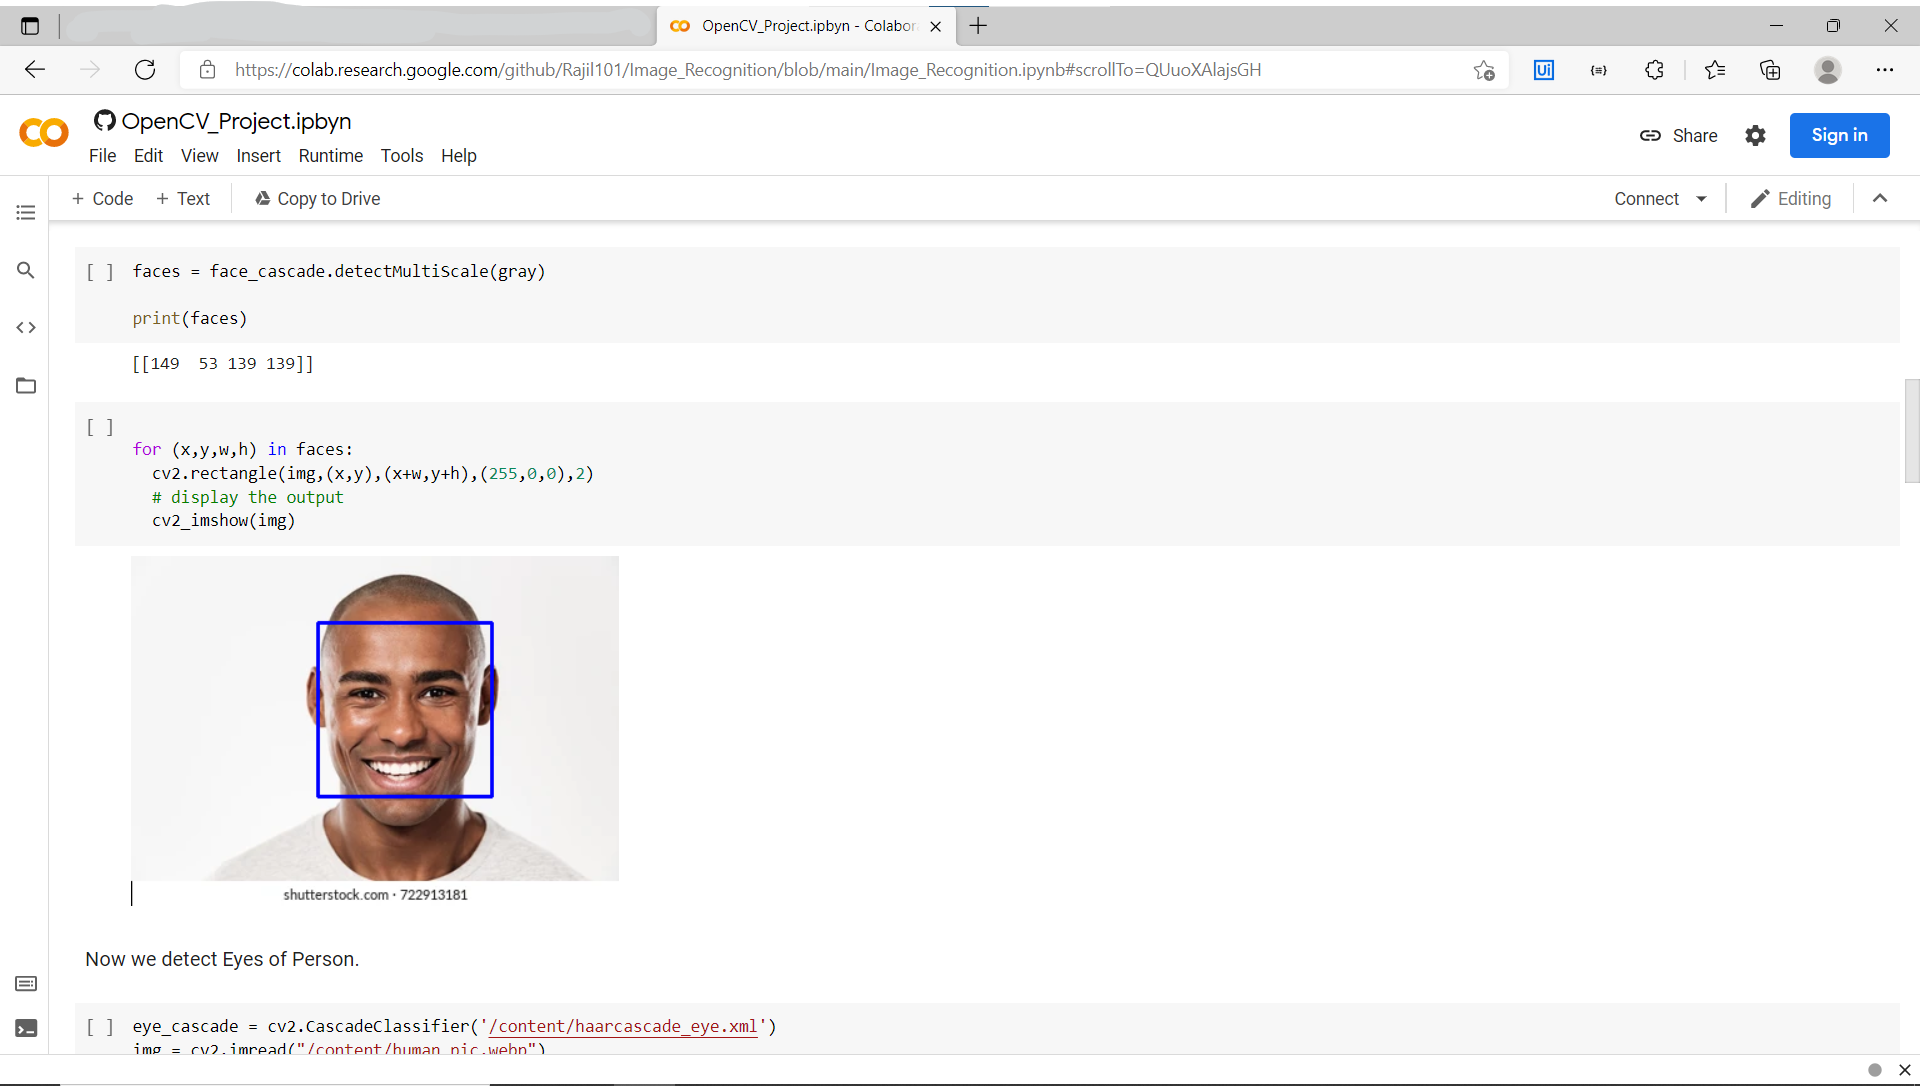 OpenCV_Project.ipbyn - Colabor
https://colab.research.google.com/github/Rajil101/Image_Recognition/blob/main/Image_Recognition.ipynb#scrollTo=QUuoXAlajsGH
Ui
OpenCV_Project.ipbyn
File Edit View Insert Runtime Tools Help
Share
Sign in
+ Code + Text Copy to Drive
Connect
Editing
[ ] faces = face_cascade.detectMultiScale(gray)
print(faces)
[[149  53 139 139]]
[ ]
for (x,y,w,h) in faces:
  cv2.rectangle(img,(x,y),(x+w,y+h),(255,0,0),2)
  # display the output
  cv2_imshow(img)
shutterstock.com · 722913181
Now we detect Eyes of Person.
[ ] eye_cascade = cv2.CascadeClassifier('/content/haarcascade_eye.xml')
img = cv2.imread("/content/human_pic.webp")